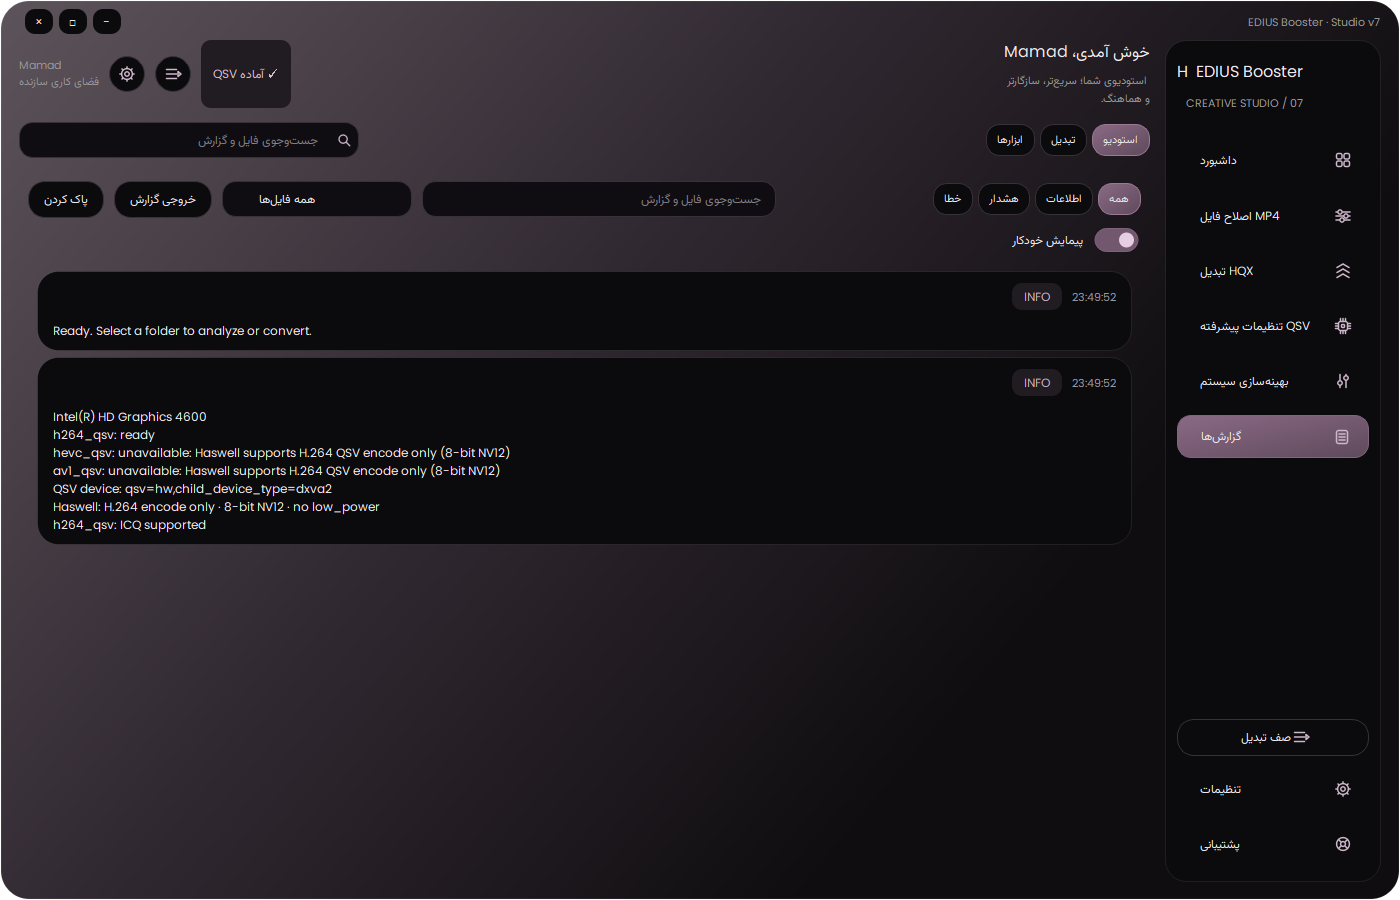 EDIUS Booster · Studio v7
H EDIUS Booster
CREATIVE STUDIO / 07
داشبورد
اصلاح فایل MP4
تبدیل HQX
تنظیمات پیشرفته QSV
بهینه‌سازی سیستم
گزارش‌ها
صف تبدیل
تنظیمات
پشتیبانی
خوش آمدی، Mamad
استودیوی شما؛ سریع‌تر، سازگارتر
و هماهنگ.
✓ آماده QSV
Mamad
فضای کاری سازنده
استودیو
تبدیل
ابزارها
جست‌وجوی فایل و گزارش
همه
اطلاعات
هشدار
خطا
جست‌وجوی فایل و گزارش
همه فایل‌ها
خروجی گزارش
پاک کردن
پیمایش خودکار
23:49:52 INFO
Ready. Select a folder to analyze or convert.
23:49:52 INFO
Intel(R) HD Graphics 4600
h264_qsv: ready
hevc_qsv: unavailable: Haswell supports H.264 QSV encode only (8-bit NV12)
av1_qsv: unavailable: Haswell supports H.264 QSV encode only (8-bit NV12)
QSV device: qsv=hw,child_device_type=dxva2
Haswell: H.264 encode only · 8-bit NV12 · no low_power
h264_qsv: ICQ supported